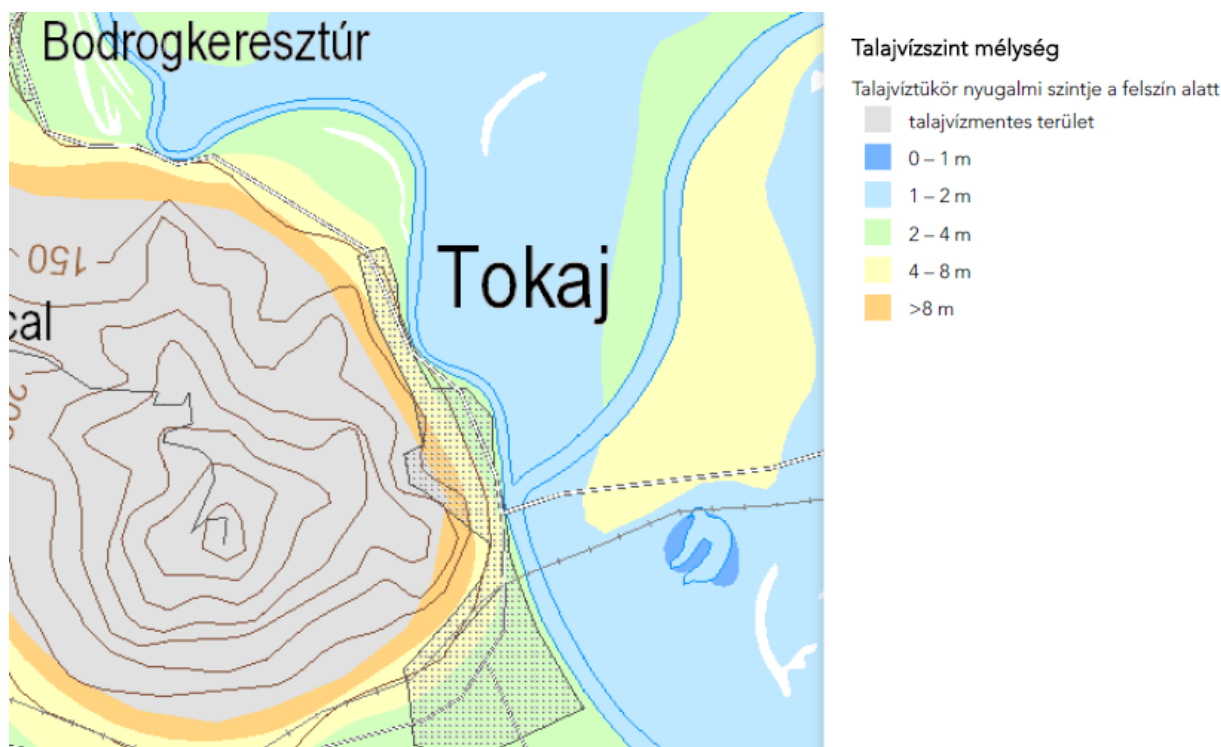 Bodrogkeresztúr
Tokaj
150
cal
Talajvízszint mélység
Talajvíztükör nyugalmi szintje a felszín alatt
talajvízmentes terület
0 – 1 m
1 – 2 m
2 – 4 m
4 – 8 m
>8 m